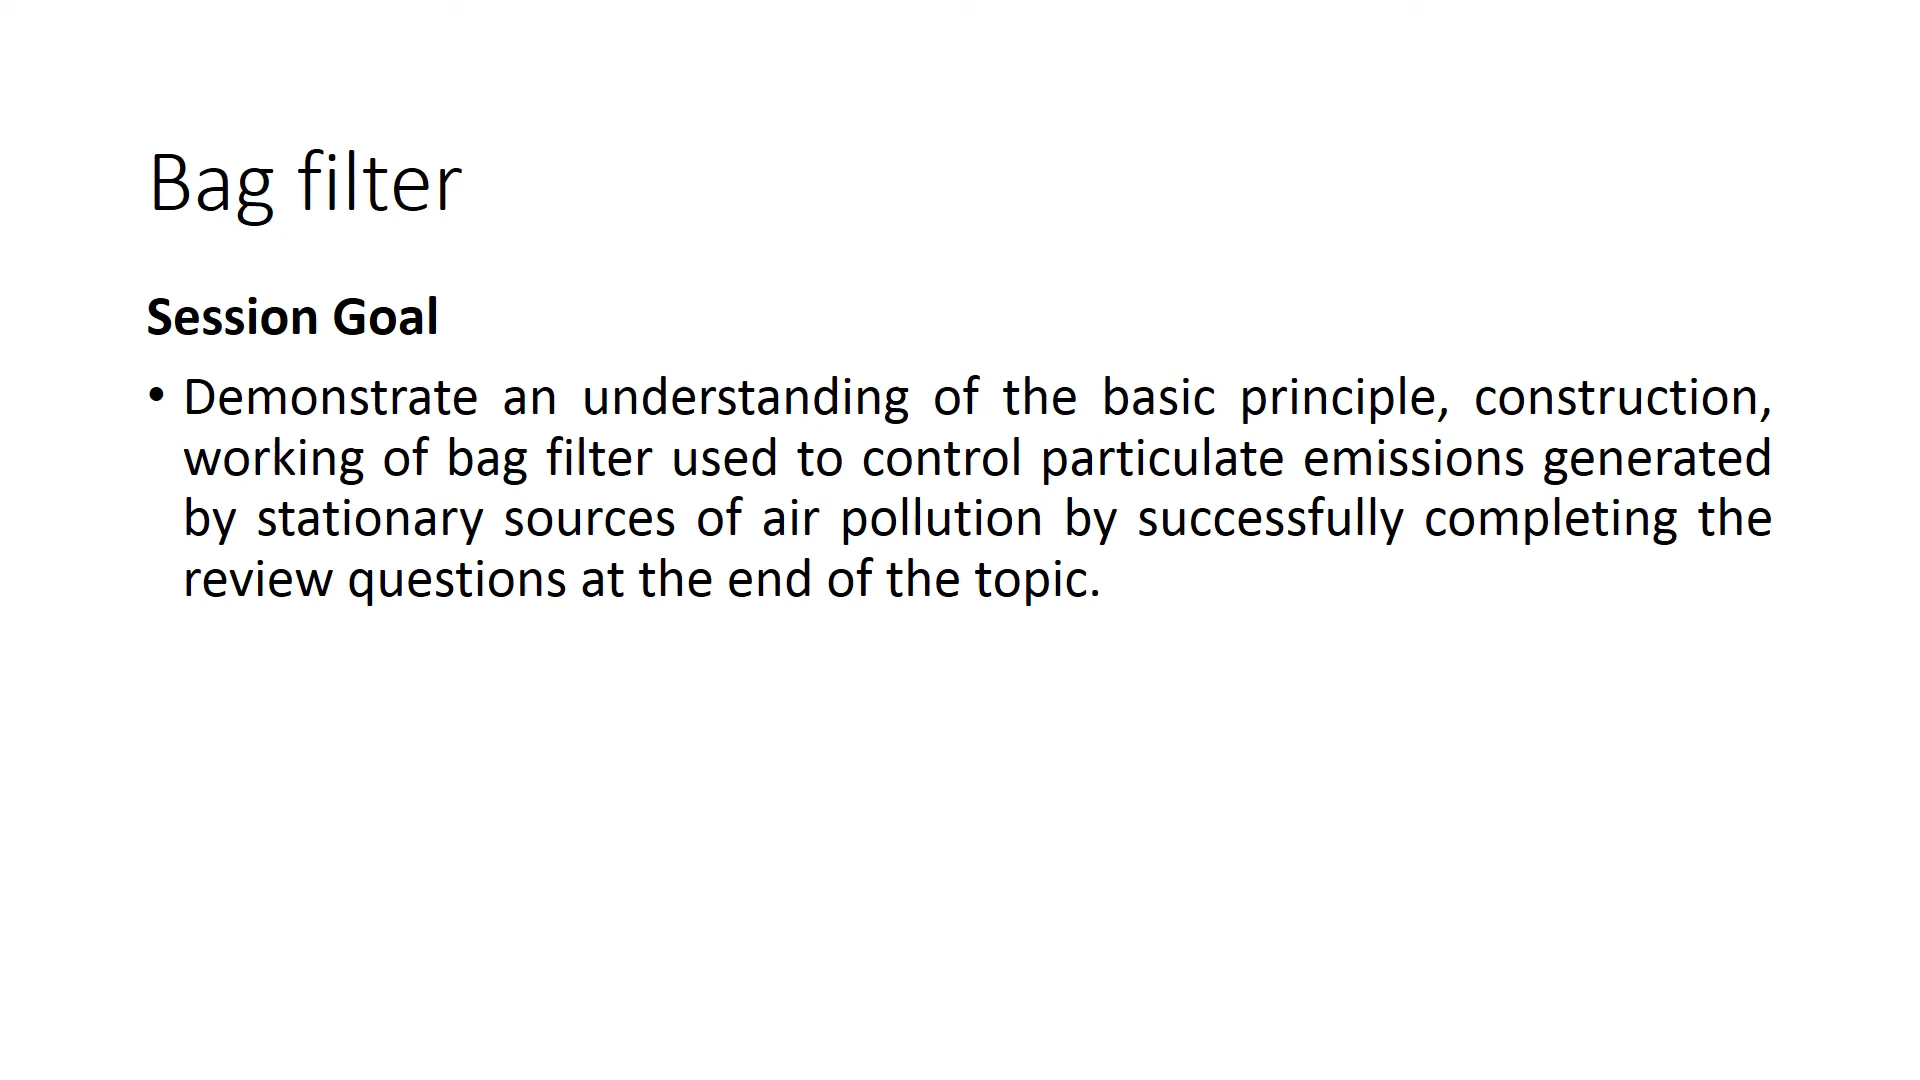 Bag filter
Session Goal
• Demonstrate an understanding of the basic principle, construction,
working of bag filter used to control particulate emissions generated
by stationary sources of air pollution by successfully completing the
review questions at the end of the topic.